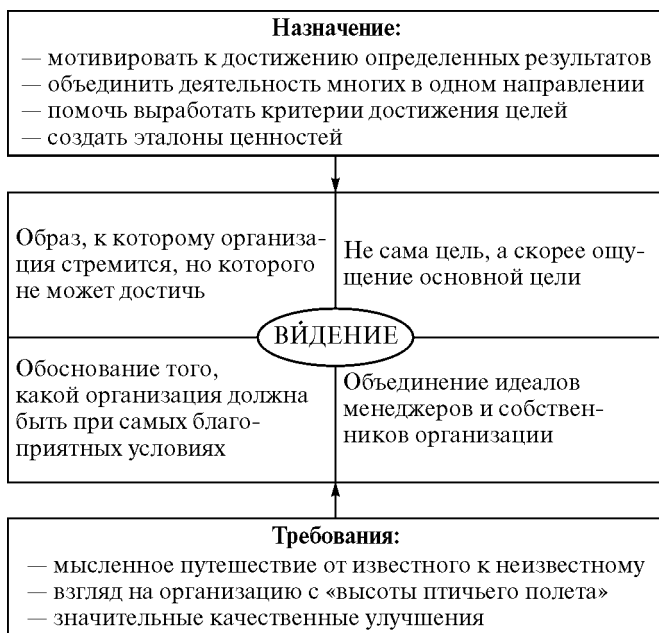 Назначение:
— мотивировать к достижению определенных результатов
— объединить деятельность многих в одном направлении
— помочь выработать критерии достижения целей
— создать эталоны ценностей
Образ, к которому организа-
ция стремится, но которого
не может достичь
Не сама цель, а скорее ощу-
щение основной цели
ВИ́ДЕНИЕ
Обоснование того,
какой организация должна
быть при самых благо-
приятных условиях
Объединение идеалов
менеджеров и собствен-
ников организации
Требования:
— мысленное путешествие от известного к неизвестному
— взгляд на организацию с «высоты птичьего полета»
— значительные качественные улучшения